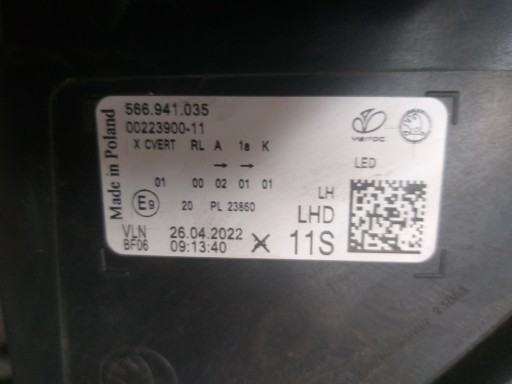 Made in Poland
566.941.035
00223900-11
X CVERT RL A 1a K
→ →
01 00 02 01 01
E9 20 PL 23860
VLN
BF06
26.04.2022
09:13:40
X
LED
LH
LHD
11S